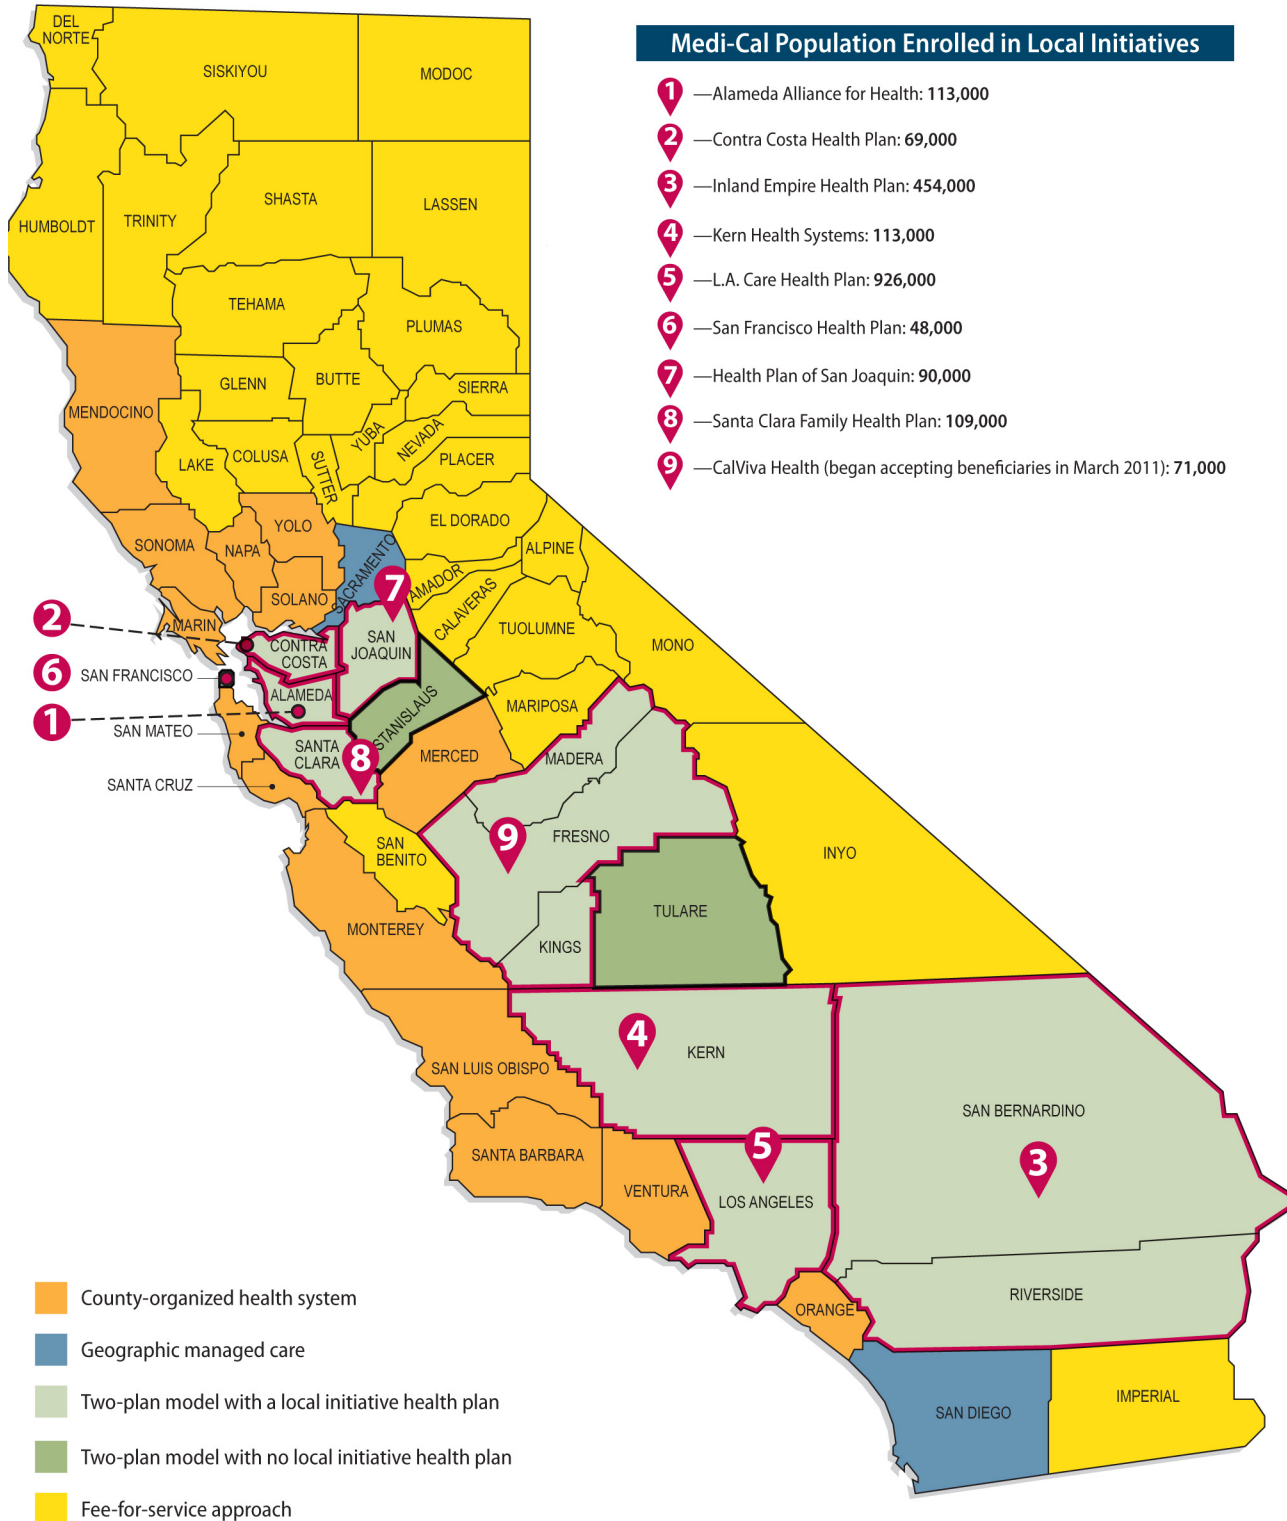 Medi-Cal Population Enrolled in Local Initiatives
1 —Alameda Alliance for Health: 113,000
2 —Contra Costa Health Plan: 69,000
3 —Inland Empire Health Plan: 454,000
4 —Kern Health Systems: 113,000
5 —L.A. Care Health Plan: 926,000
6 —San Francisco Health Plan: 48,000
7 —Health Plan of San Joaquin: 90,000
8 —Santa Clara Family Health Plan: 109,000
9 —CalViva Health (began accepting beneficiaries in March 2011): 71,000
DEL
NORTE
SISKIYOU
MODOC
HUMBOLDT
TRINITY
SHASTA
LASSEN
TEHAMA
PLUMAS
MENDOCINO
GLENN
BUTTE
SIERRA
LAKE
COLUSA
SUTTER
YUBA
NEVADA
PLACER
SONOMA
NAPA
YOLO
SACRAMENTO
EL DORADO
ALPINE
SOLANO
MARIN
7
AMADOR
CALAVERAS
TUOLUMNE
MONO
2
CONTRA
COSTA
SAN
JOAQUIN
6
SAN FRANCISCO
ALAMEDA
STANISLAUS
MARIPOSA
1
SAN MATEO
SANTA
CLARA
8
MERCED
MADERA
SANTA CRUZ
9
FRESNO
SAN
BENITO
INYO
MONTEREY
KINGS
TULARE
4
KERN
SAN LUIS OBISPO
SAN BERNARDINO
3
SANTA BARBARA
VENTURA
5
LOS ANGELES
RIVERSIDE
ORANGE
SAN DIEGO
IMPERIAL
County-organized health system
Geographic managed care
Two-plan model with a local initiative health plan
Two-plan model with no local initiative health plan
Fee-for-service approach